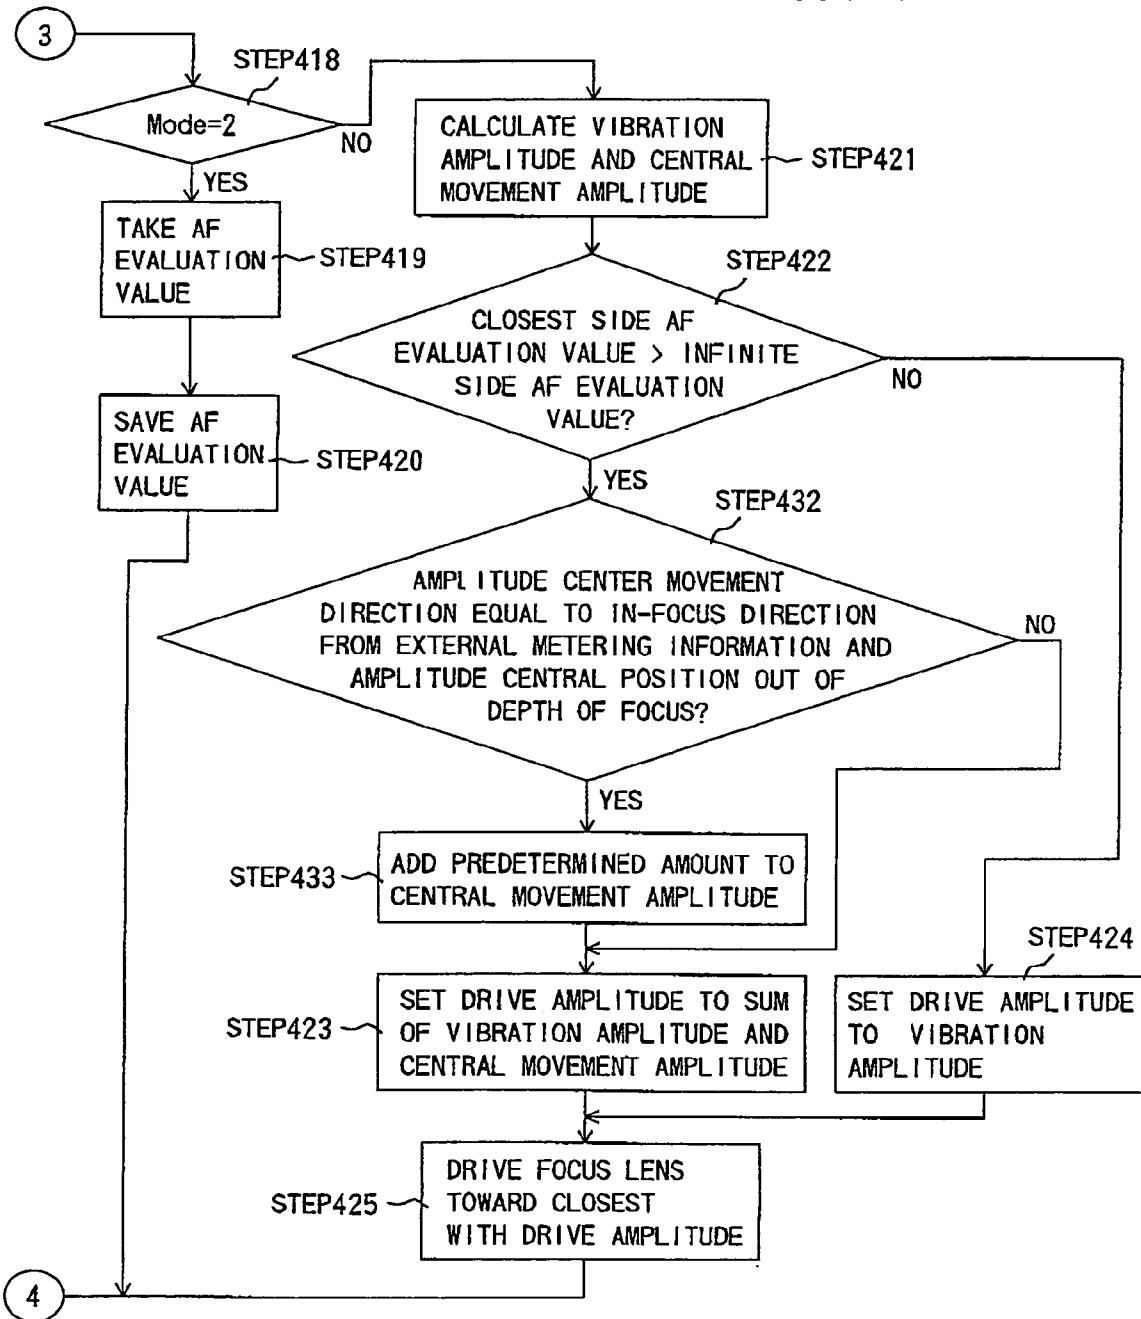 3
STEP418
Mode=2
NO
YES
CALCULATE VIBRATION
AMPLITUDE AND CENTRAL
MOVEMENT AMPLITUDE
STEP421
TAKE AF
EVALUATION
VALUE
STEP419
STEP422
CLOSEST SIDE AF
EVALUATION VALUE > INFINITE
SIDE AF EVALUATION
VALUE?
NO
YES
SAVE AF
EVALUATION
VALUE
STEP420
STEP432
AMPLITUDE CENTER MOVEMENT
DIRECTION EQUAL TO IN-FOCUS DIRECTION
FROM EXTERNAL METERING INFORMATION AND
AMPLITUDE CENTRAL POSITION OUT OF
DEPTH OF FOCUS?
NO
YES
STEP433
ADD PREDETERMINED AMOUNT TO
CENTRAL MOVEMENT AMPLITUDE
STEP424
STEP423
SET DRIVE AMPLITUDE TO SUM
OF VIBRATION AMPLITUDE AND
CENTRAL MOVEMENT AMPLITUDE
SET DRIVE AMPLITUDE
TO VIBRATION
AMPLITUDE
STEP425
DRIVE FOCUS LENS
TOWARD CLOSEST
WITH DRIVE AMPLITUDE
4